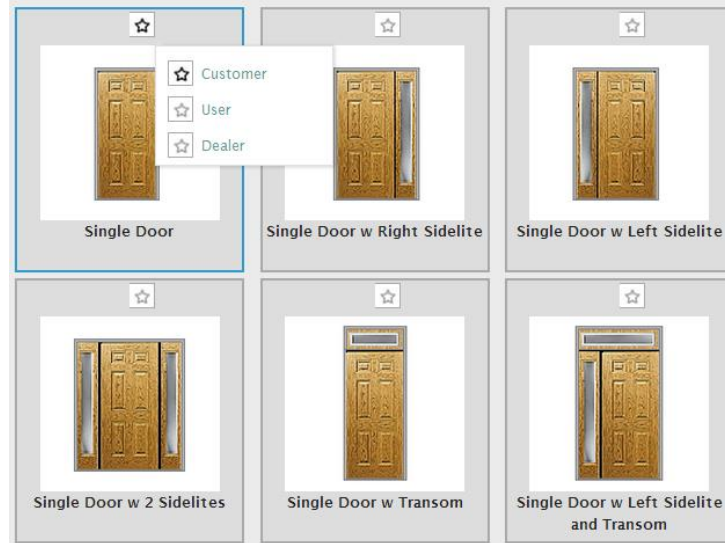 Customer
User
Dealer
Single Door
Single Door w Right Sidelite
Single Door w Left Sidelite
Single Door w 2 Sidelites
Single Door w Transom
Single Door w Left Sidelite
and Transom